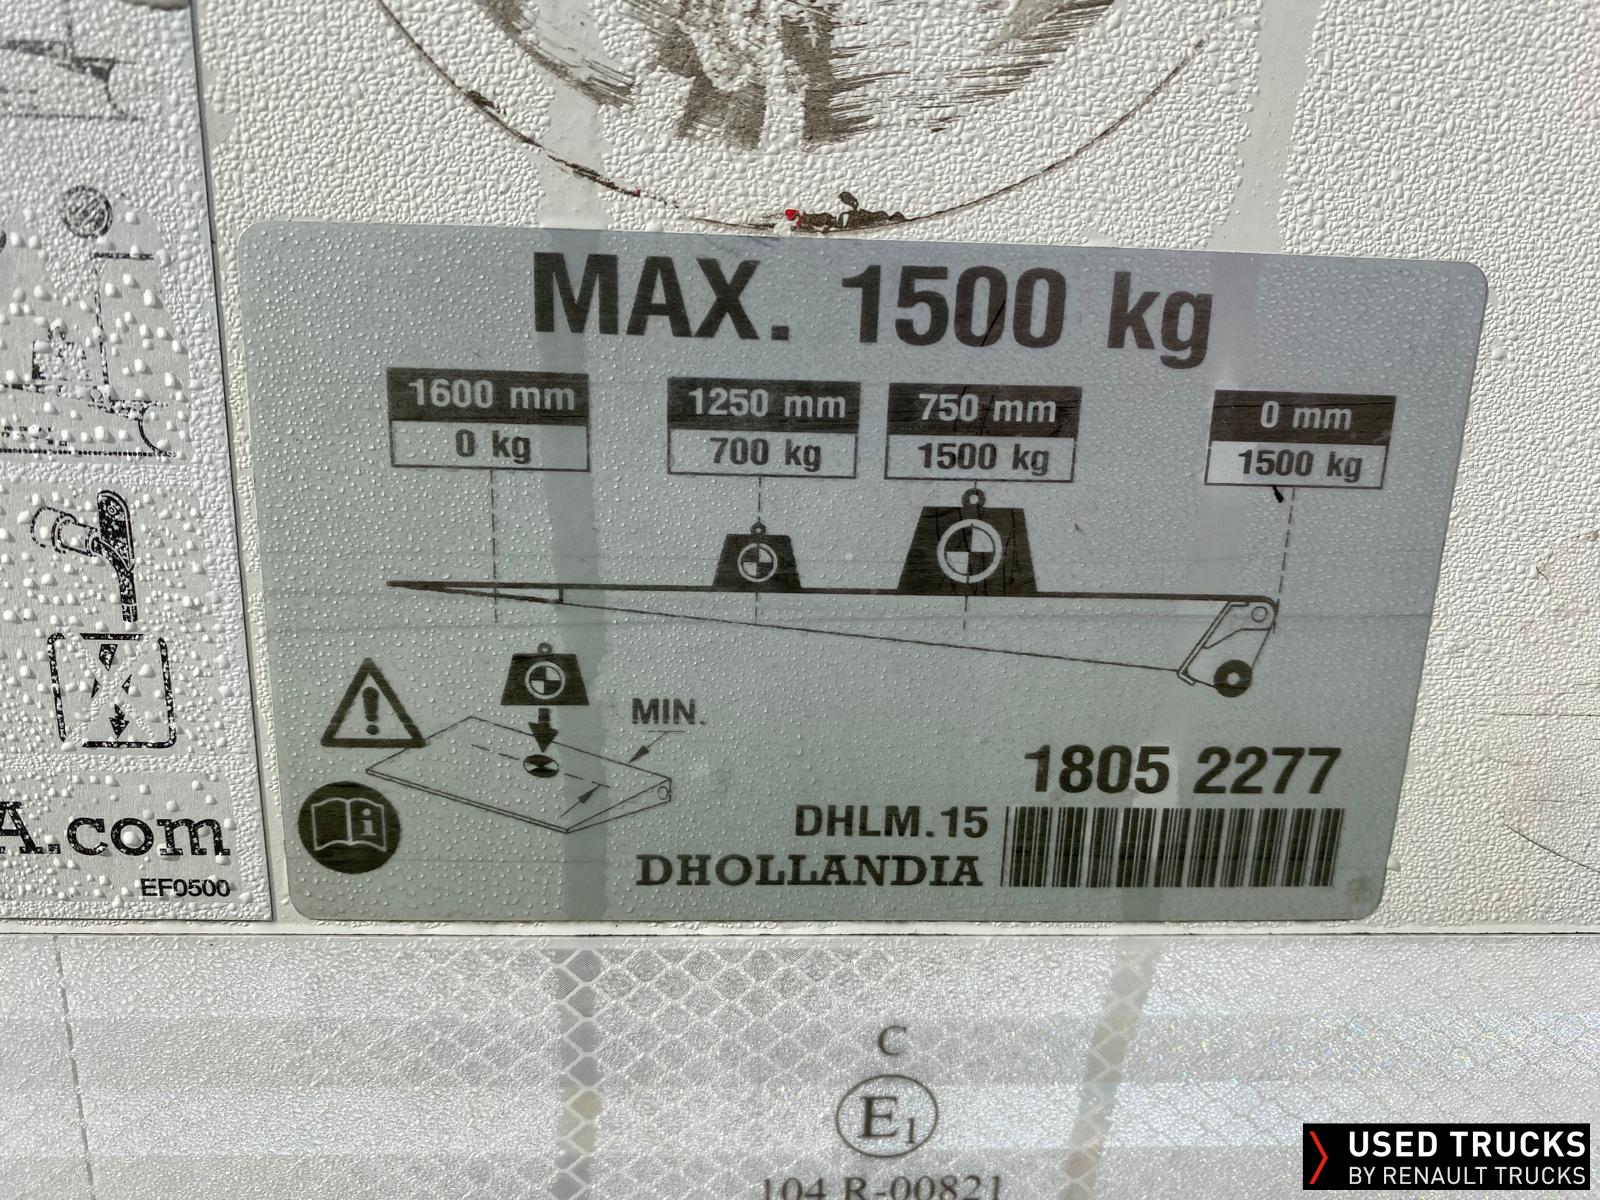 MAX. 1500 kg
1600 mm
0 kg
1250 mm
700 kg
750 mm
1500 kg
0 mm
1500 kg
MIN.
1805 2277
DHLM.15
DHOLLANDIA
A.com
EF0500
C
E1
104 R-00821
USED TRUCKS
BY RENAULT TRUCKS